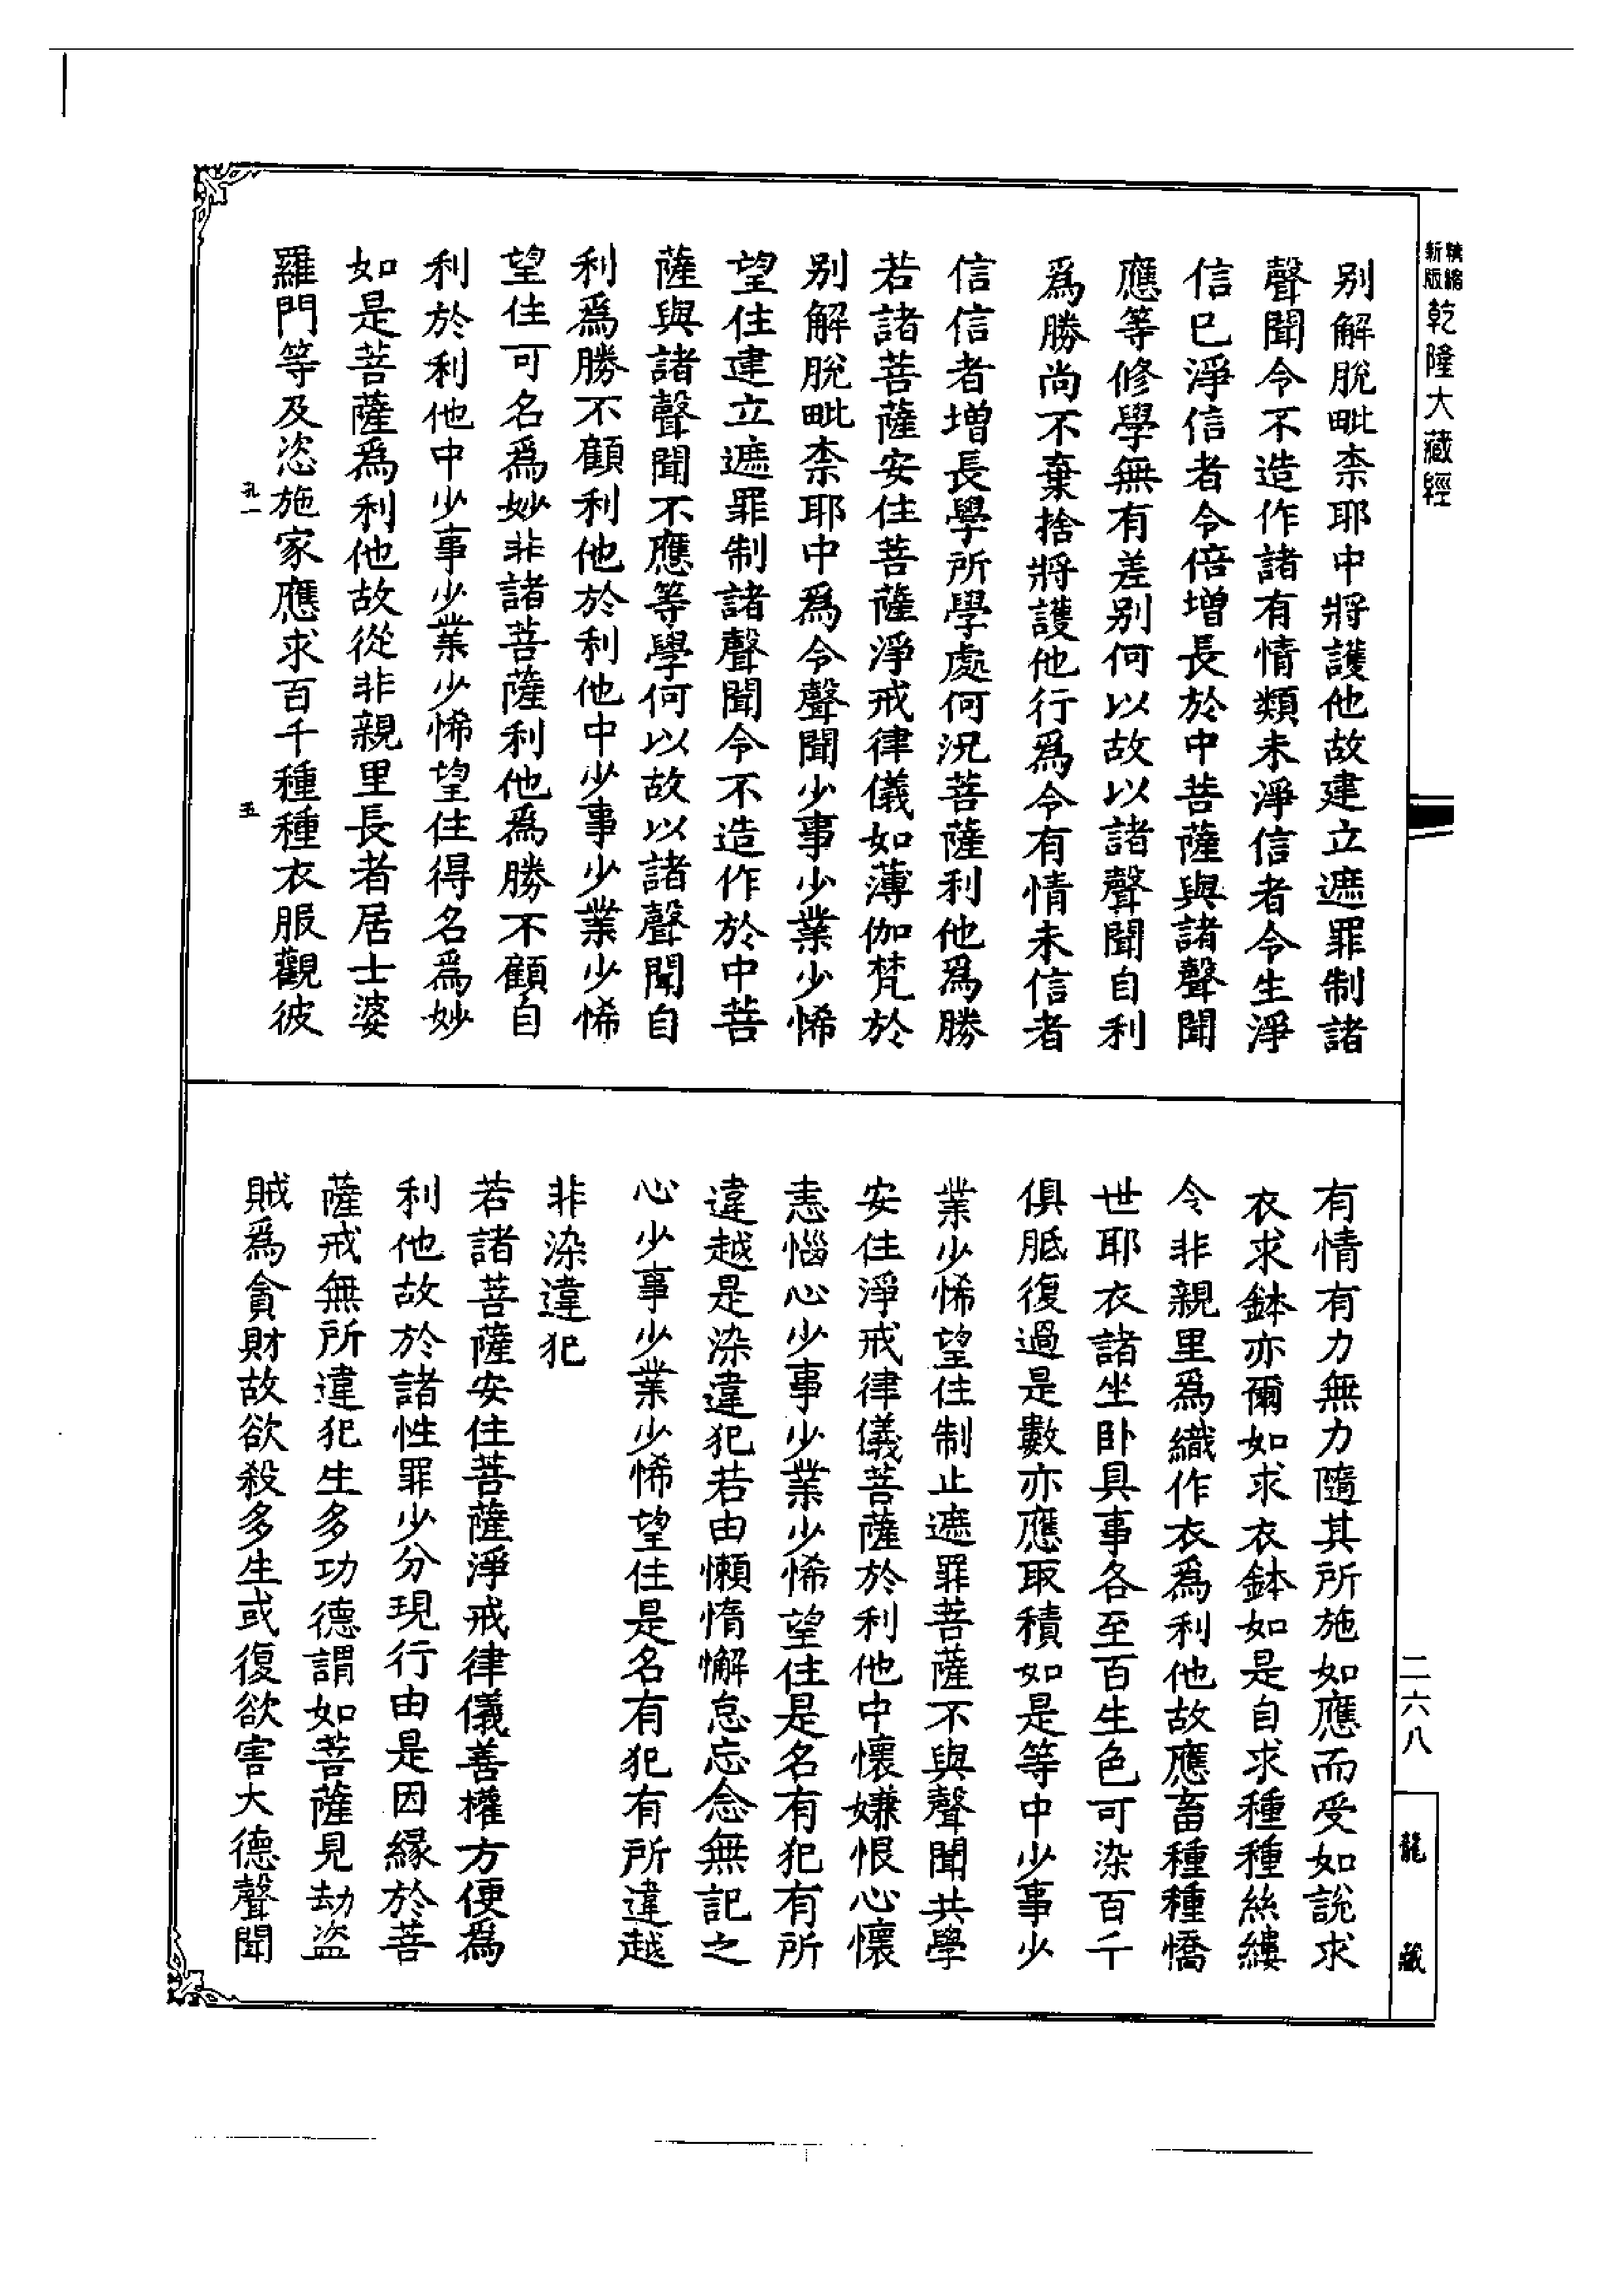 精縮新版乾隆大藏經
别解脫毗柰耶中將護他故建立遮罪制諸
聲聞令不造作諸有情類未淨信者令生淨
信已淨信者令倍增長於中菩薩與諸聲聞
應等修學無有差别何以故以諸聲聞自利
爲勝尚不棄捨將護他行爲令有情未信者
信信者增長學所學處何況菩薩利他爲勝
若諸菩薩安住菩薩淨戒律儀如薄伽梵於
别解脫毗柰耶中爲令聲聞少事少業少悕
望住建立遮罪制諸聲聞令不造作於中菩
薩與諸聲聞不應等學何以故以諸聲聞自
利爲勝不顧利他於利他中少事少業少悕
望住可名爲妙非諸菩薩利他爲勝不顧自
利於利他中少事少業少悕望住得名爲妙
如是菩薩爲利他故從非親里長者居士婆
羅門等及恣施家應求百千種種衣服觀彼
孔一
五
有情有力無力隨其所施如應而受如說求
衣求鉢亦爾如求衣鉢如是自求種種絲縷
令非親里爲織作衣爲利他故應畜種種憍
世耶衣諸坐卧具事各至百生色可染百千
俱胝復過是數亦應取積如是等中少事少
業少悕望住制止遮罪菩薩不與聲聞共學
安住淨戒律儀菩薩於利他中懷嫌恨心懷
恚惱心少事少業少悕望住是名有犯有所
違越是染違犯若由懶惰懈怠忘念無記之
心少事少業少悕望住是名有犯有所違越
非染違犯
若諸菩薩安住菩薩淨戒律儀善權方便爲
利他故於諸性罪少分現行由是因緣於菩
薩戒無所違犯生多功德謂如菩薩見劫盗
賊爲貪財故欲殺多生或復欲害大德聲聞
二六八
龍藏